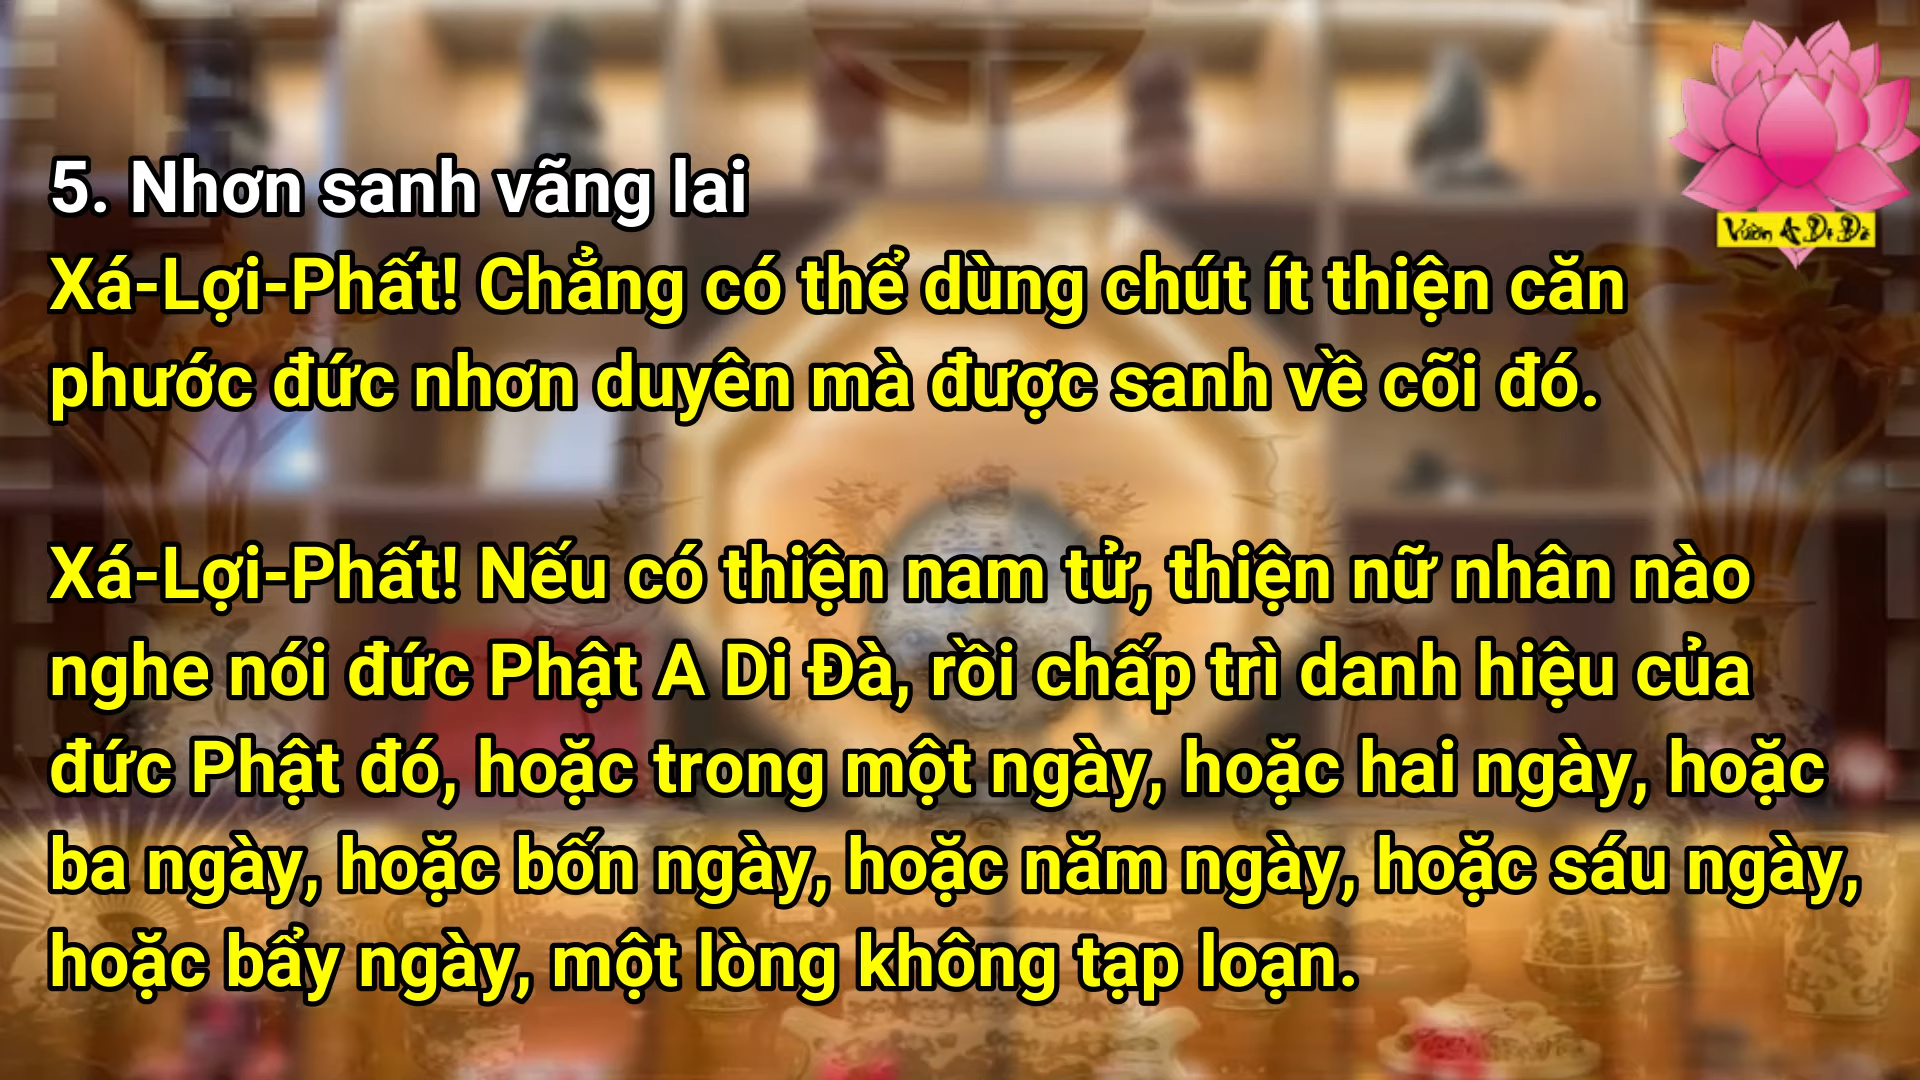 5. Nhơn sanh vãng lai
Xá-Lợi-Phất! Chẳng có thể dùng chút ít thiện căn
phước đức nhơn duyên mà được sanh về cõi đó.
Xá-Lợi-Phất! Nếu có thiện nam tử, thiện nữ nhân nào
nghe nói đức Phật A Di Đà, rồi chấp trì danh hiệu của
đức Phật đó, hoặc trong một ngày, hoặc hai ngày, hoặc
ba ngày, hoặc bốn ngày, hoặc năm ngày, hoặc sáu ngày,
hoặc bẩy ngày, một lòng không tạp loạn.
Vườn A Di Đà